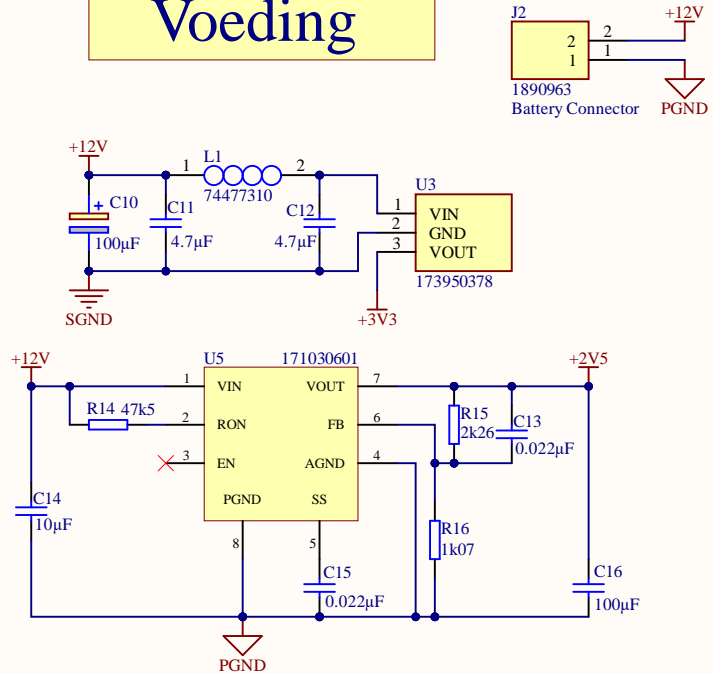 Voeding
J2
+12V
2 2
1 1
1890963
Battery Connector
PGND
+12V
L1
1 2
74477310
C10
100µF
C11
4.7µF
C12
4.7µF
SGND
U3
1 VIN
2 GND
3 VOUT
173950378
+3V3
+12V
U5 171030601
+2V5
1 VIN VOUT 7
R14 47k5
2 RON FB 6
3 EN AGND 4
PGND SS
8 5
R15
2k26
C13
0.022µF
C14
10µF
R16
1k07
C15
0.022µF
C16
100µF
PGND